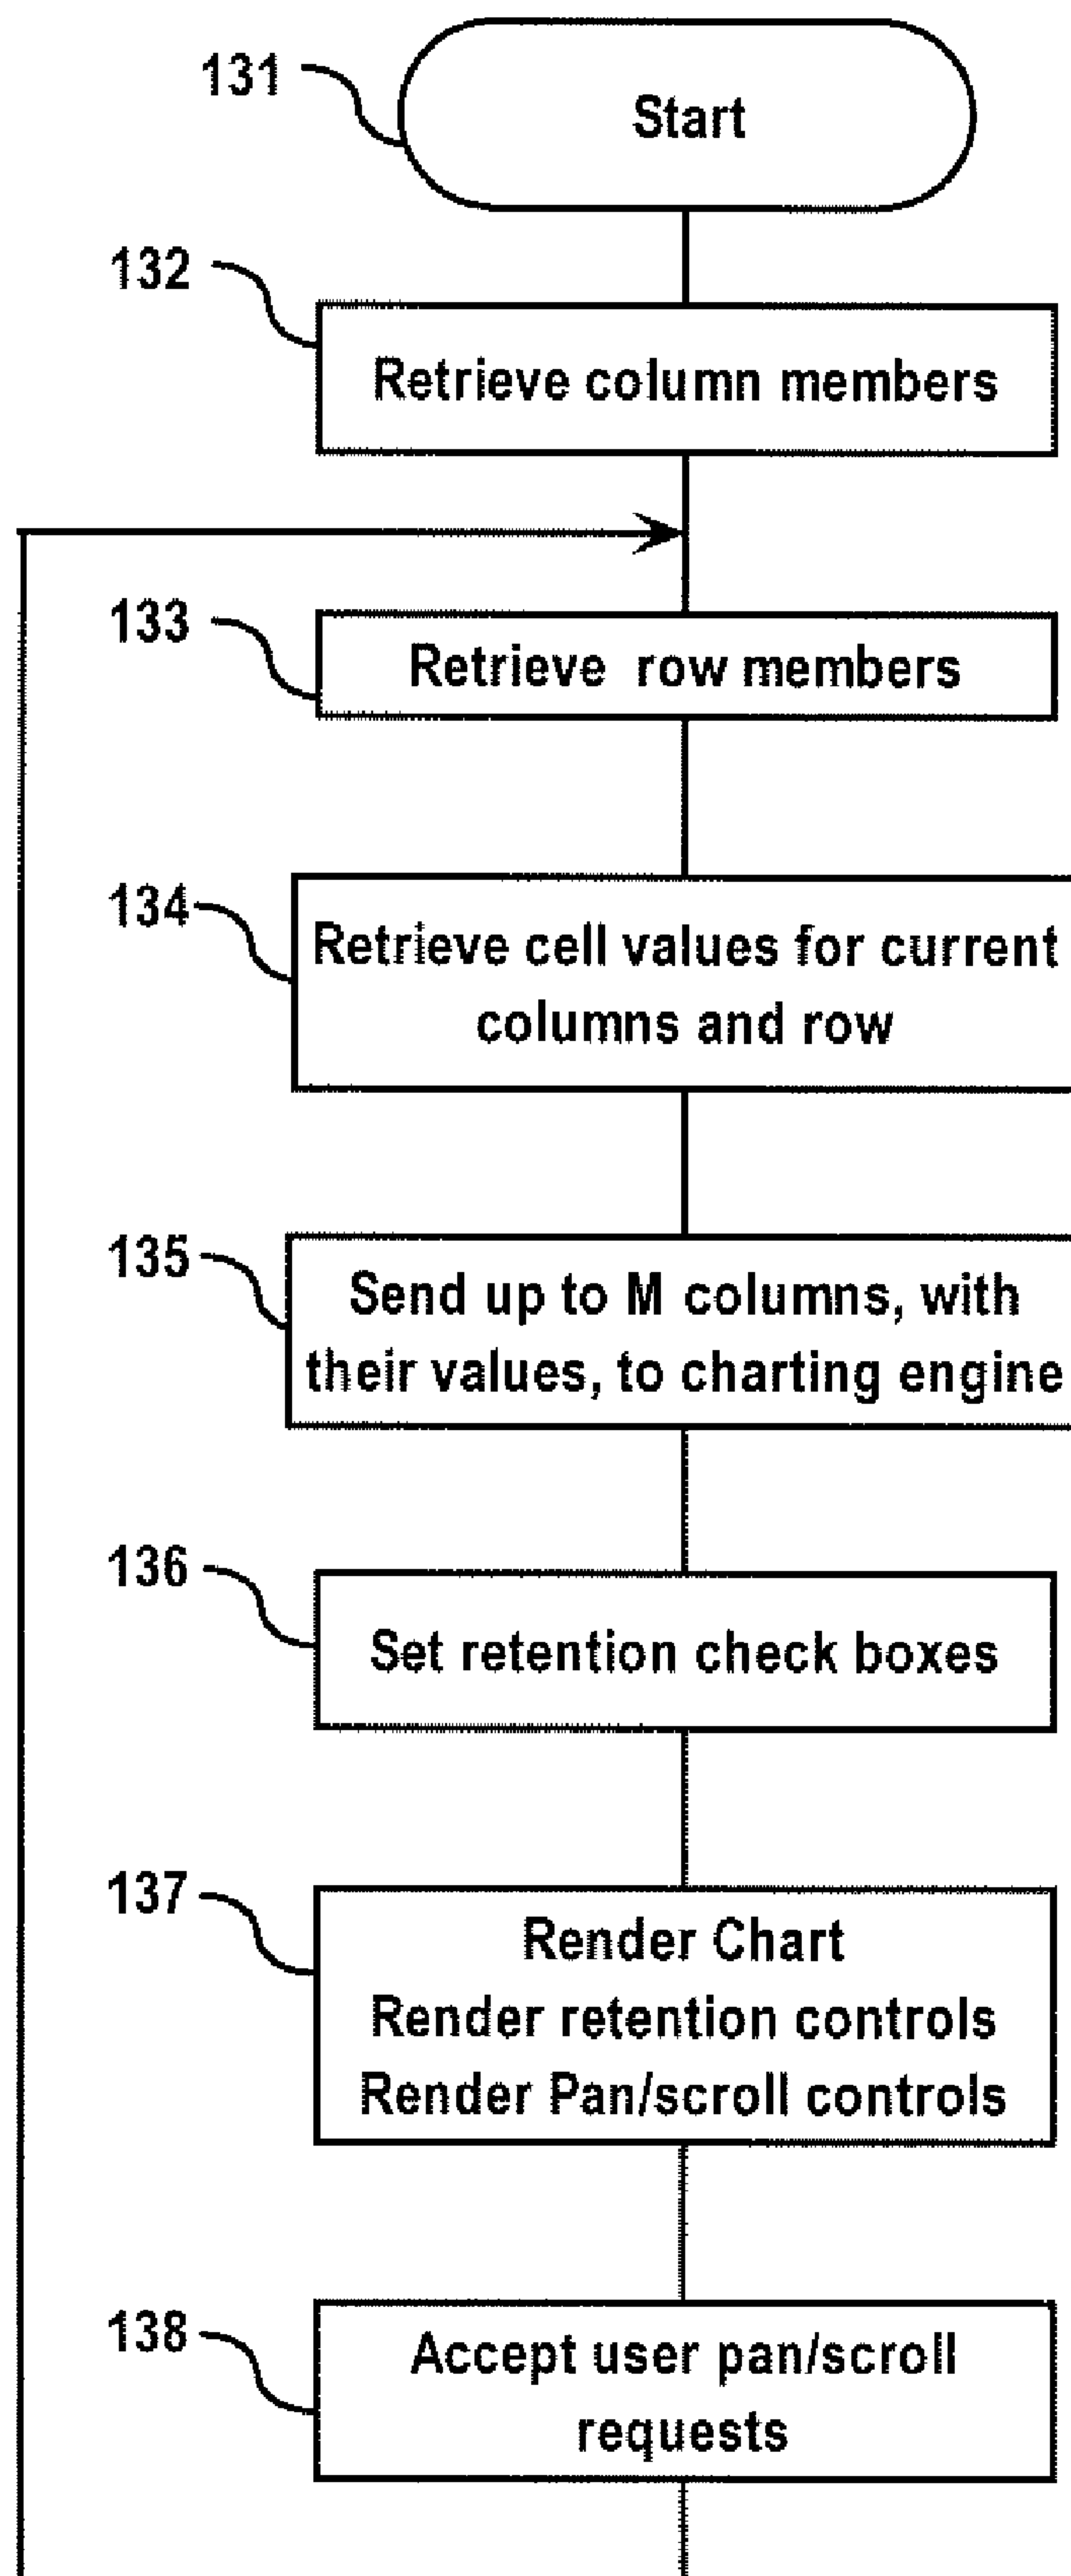 131
Start
132
Retrieve column members
133
Retrieve row members
134
Retrieve cell values for current
columns and row
135
Send up to M columns, with
their values, to charting engine
136
Set retention check boxes
137
Render Chart
Render retention controls
Render Pan/scroll controls
138
Accept user pan/scroll
requests